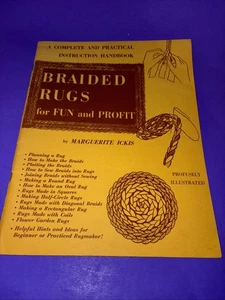 A COMPLETE AND PRACTICAL
INSTRUCTION HANDBOOK
BRAIDED
RUGS
for FUN and PROFIT
by MARGUERITE ICKIS
• Planning a Rug
• How to Make the Braids
• Plaiting the Braids
• How to Sew Braids into Rugs
• Joining Braids without Sewing
• Making a Round Rug
• How to Make an Oval Rug
• Rugs Made in Squares
• Making Half-Circle Rugs
• Rugs Made with Diagonal Braids
• Making a Rectangular Rug
• Rugs Made with Coils
• Flower Garden Rugs
• Helpful Hints and Ideas for
Beginner or Practiced Rugmaker!
PROFUSELY
ILLUSTRATED